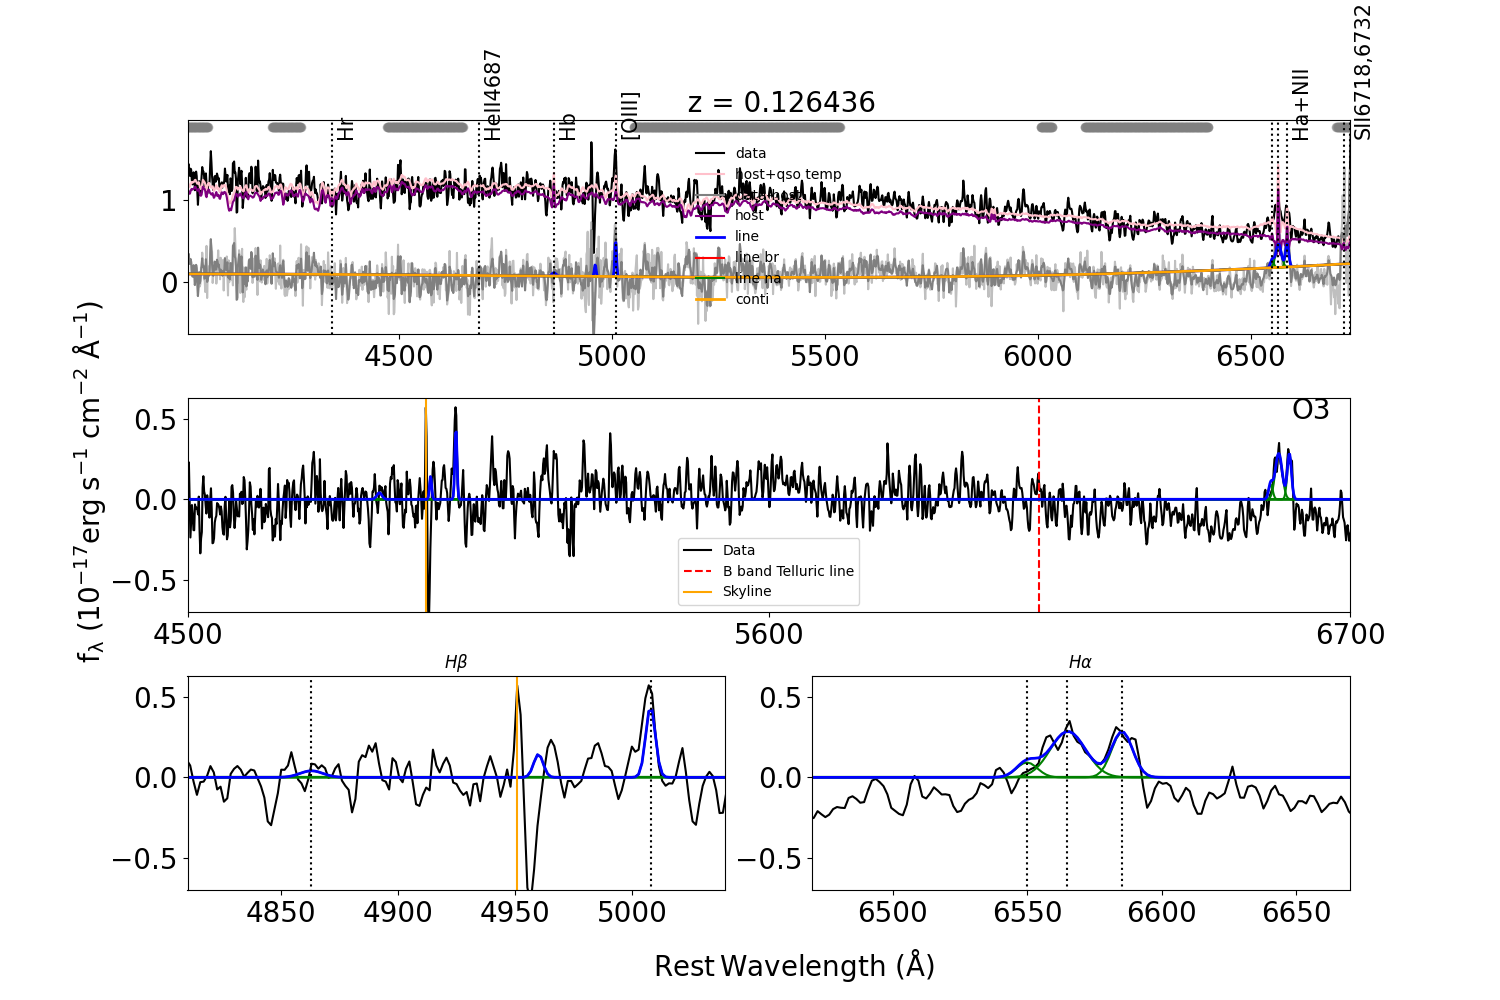 z = 0.126436
Hr
HeII4687
Hb
[OIII]
Ha+NII
SII6718,6732
data
host+qso temp
data-host
host
line
line br
line na
conti
1
0
4500 5000 5500 6000 6500
O3
0.5
0.0
−0.5
Data
B band Telluric line
Skyline
4500 5600 6700
fλ (10⁻¹⁷erg s⁻¹ cm⁻² Å⁻¹)
Hβ
0.5
0.0
−0.5
4850 4900 4950 5000
Hα
0.5
0.0
−0.5
6500 6550 6600 6650
Rest Wavelength (Å)